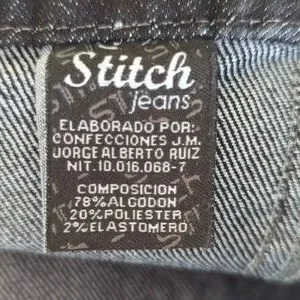 Stitch
jeans
ELABORADO POR:
CONFECCIONES J.M.
JORGE ALBERTO RUIZ
NIT.10.016.068-7
COMPOSICION
78%ALGODON
20%POLIESTER
2%ELASTOMERO